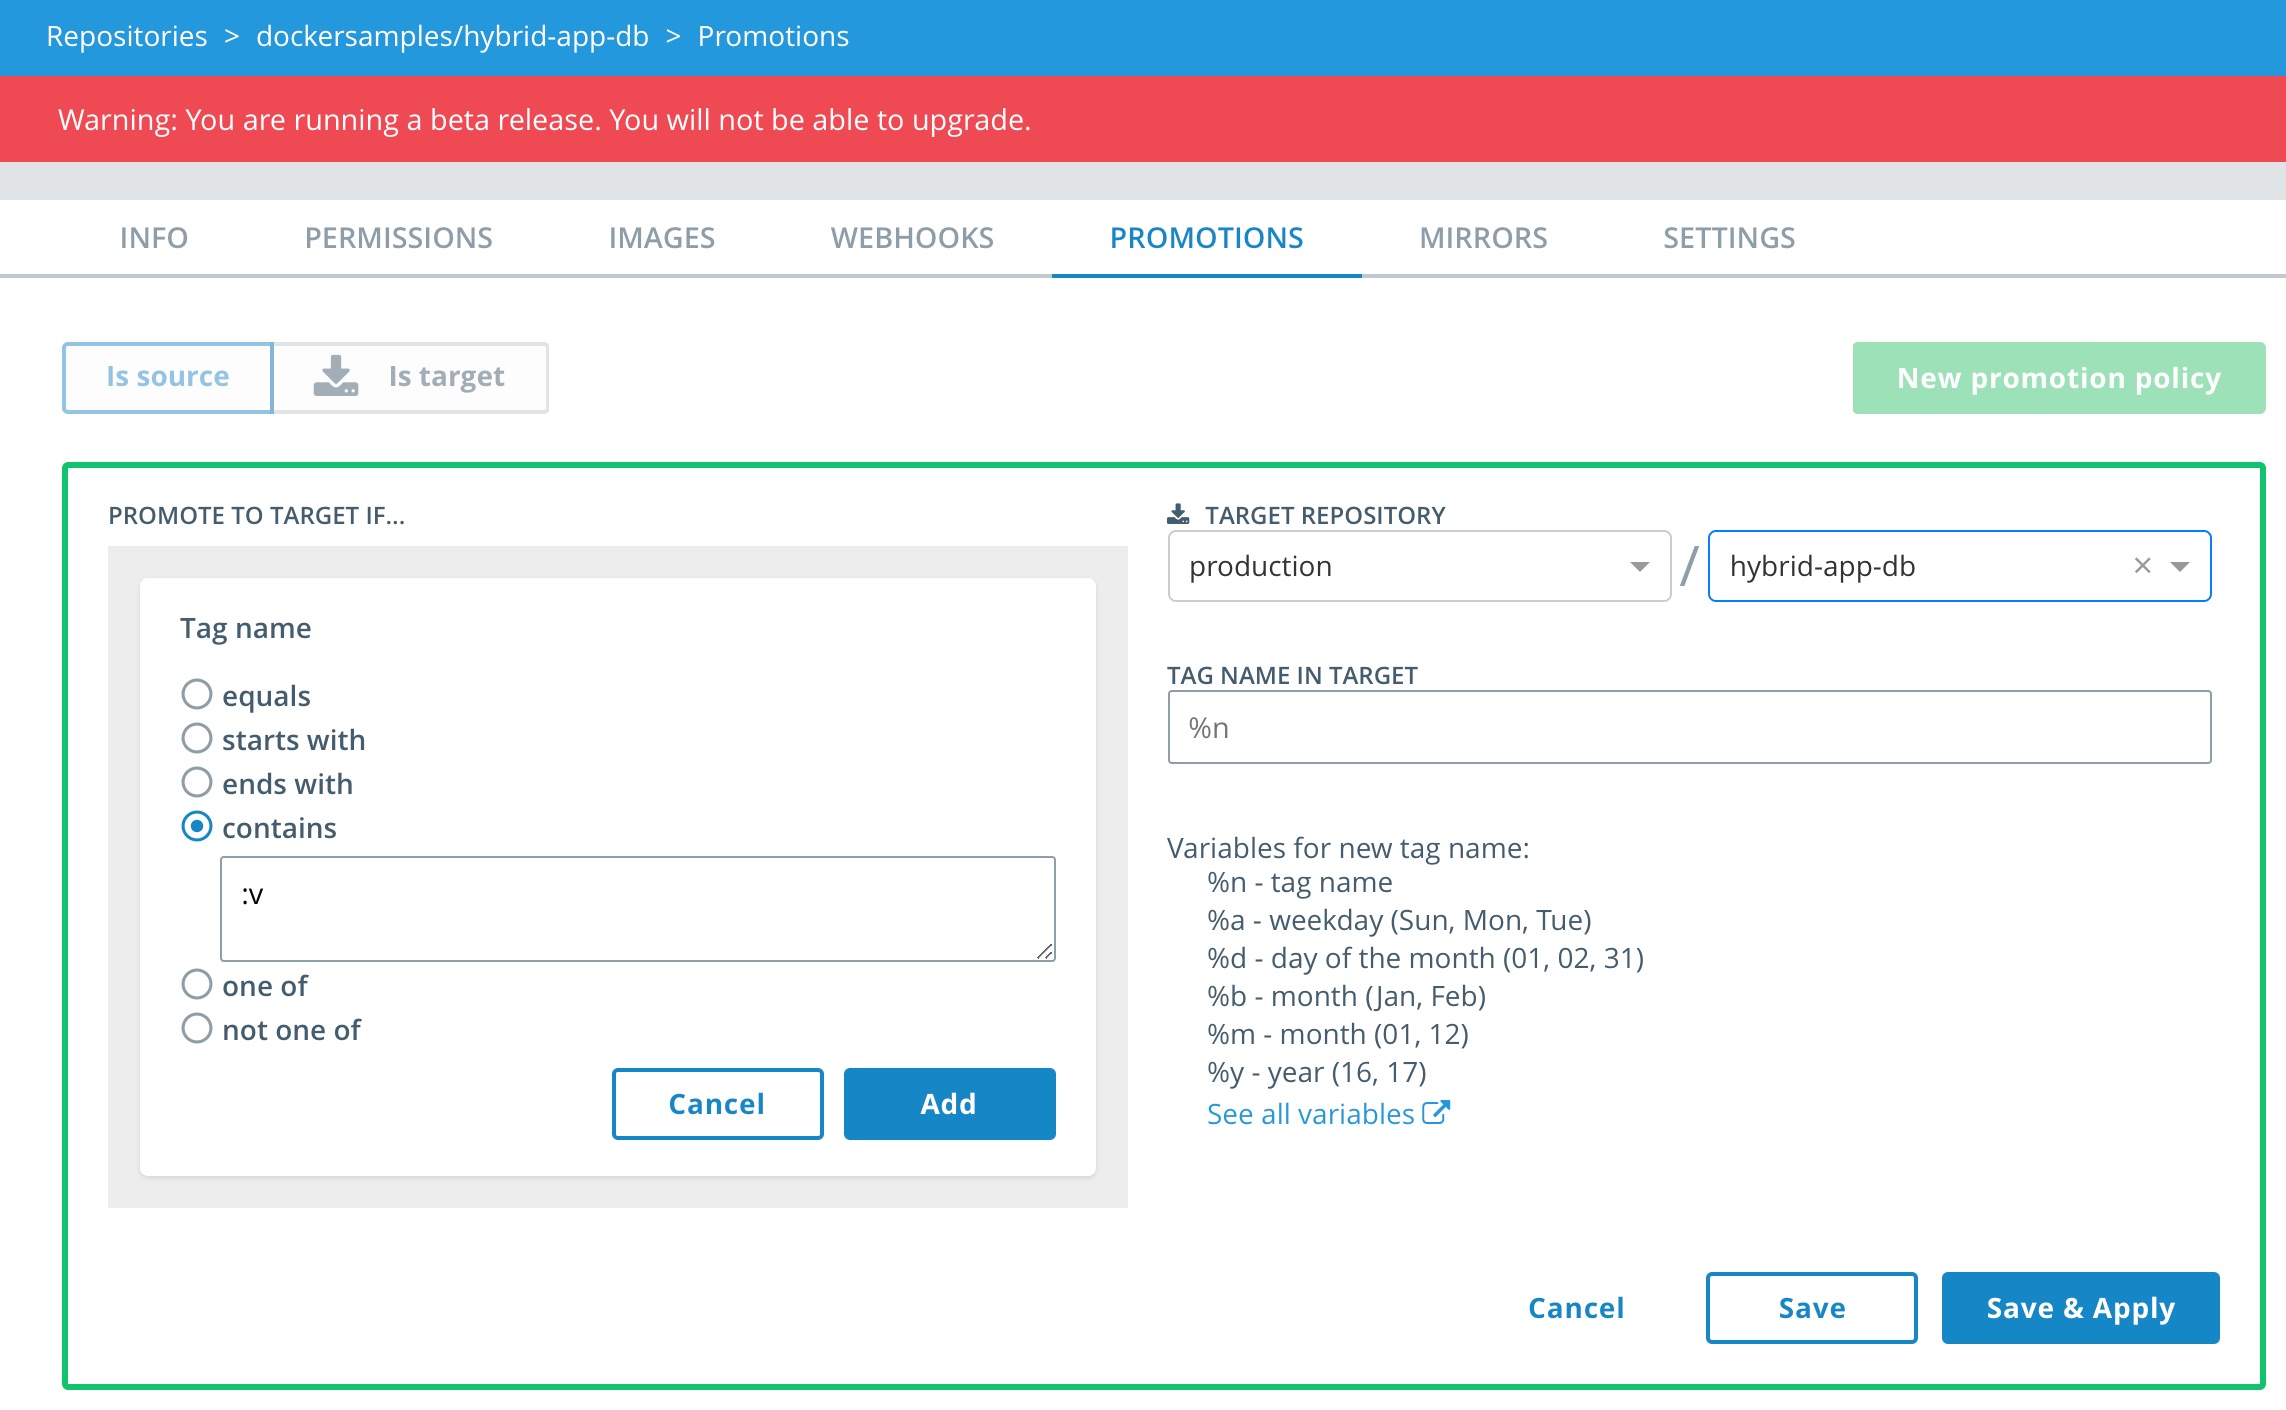 Repositories > dockersamples/hybrid-app-db > Promotions
Warning: You are running a beta release. You will not be able to upgrade.
INFO PERMISSIONS IMAGES WEBHOOKS PROMOTIONS MIRRORS SETTINGS
Is source Is target New promotion policy
PROMOTE TO TARGET IF...
Tag name
equals
starts with
ends with
contains
:v
one of
not one of
Cancel Add
TARGET REPOSITORY
production / hybrid-app-db ×
TAG NAME IN TARGET
%n
Variables for new tag name:
%n - tag name
%a - weekday (Sun, Mon, Tue)
%d - day of the month (01, 02, 31)
%b - month (Jan, Feb)
%m - month (01, 12)
%y - year (16, 17)
See all variables
Cancel Save Save & Apply